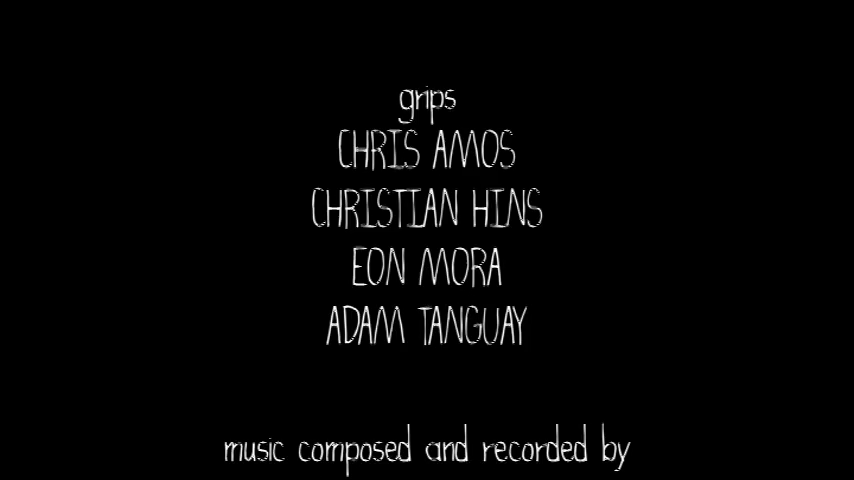 grips
CHRIS AMOS
CHRISTIAN HINS
EON MORA
ADAM TANGUAY
music composed and recorded by